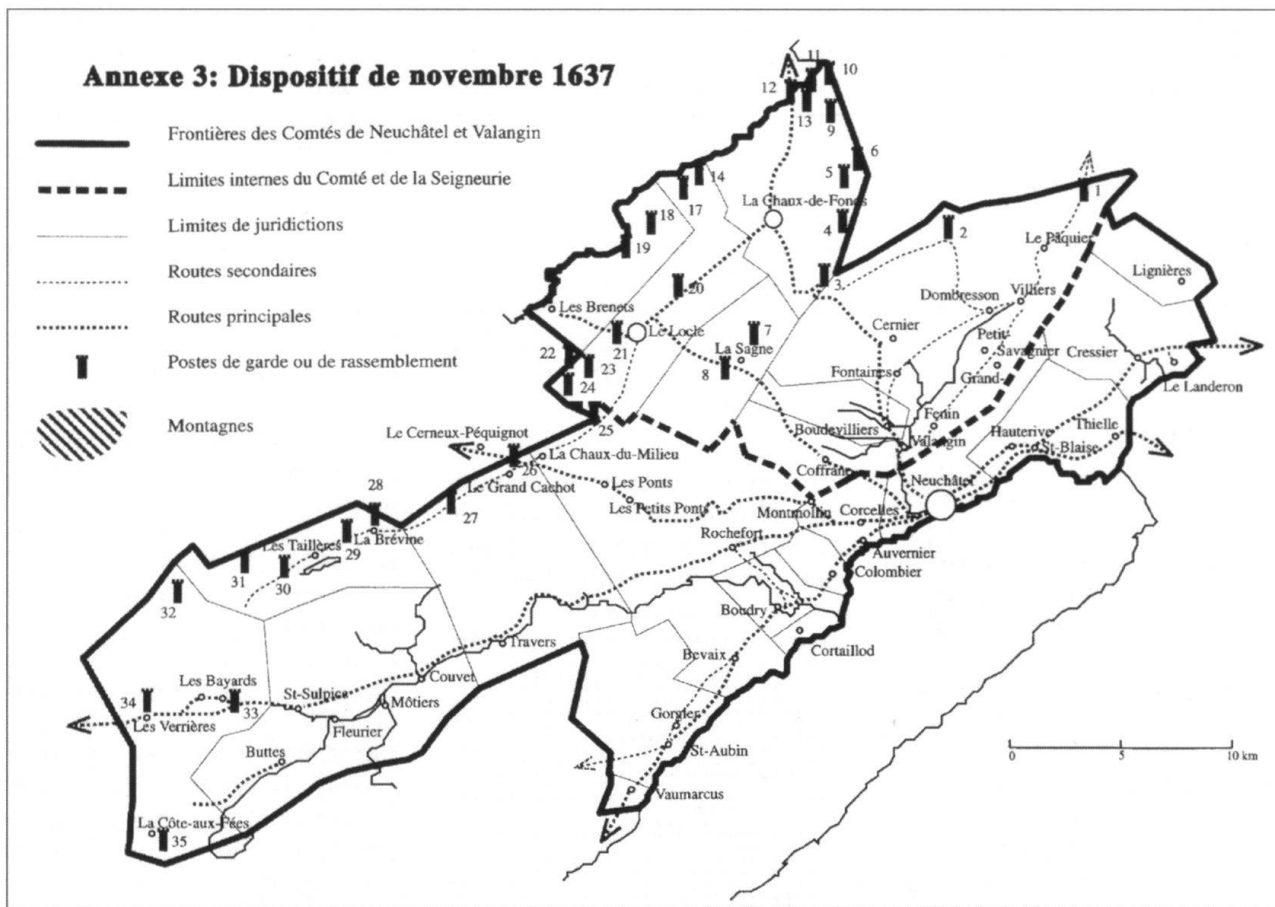 Annexe 3: Dispositif de novembre 1637
Frontières des Comtés de Neuchâtel et Valangin
Limites internes du Comté et de la Seigneurie
Limites de juridictions
Routes secondaires
Routes principales
Postes de garde ou de rassemblement
Montagnes
11
10
12
13
9
6
5
14
17
1
La Chaux-de-Fonds
18
4
2
19
Le Pâquier
3
Lignières
20
Les Brenets
Dombresson
Villiers
Le Locle
7
Cernier
21
La Sagne
Petit-
Savagnier
Cressier
22
23
8
Fontaines
Grand-
Le Landeron
24
25
Fenin
Boudevilliers
Valangin
Hauterive
Thielle
St-Blaise
Le Cerneux-Péquignot
La Chaux-du-Milieu
Coffrane
26
Le Grand Cachot
Les Ponts
Neuchâtel
28
27
Les Petits Ponts
Montmollin
Corcelles
Rochefort
29
La Brévine
Les Taillères
Auvernier
31
30
Colombier
32
Boudry
Travers
Bevaix
Cortaillod
Couvet
Les Bayards
St-Sulpice
Môtiers
34
33
Les Verrières
Fleurier
Gorgier
St-Aubin
Buttes
0
5
10 km
Vaumarcus
La Côte-aux-Fées
35